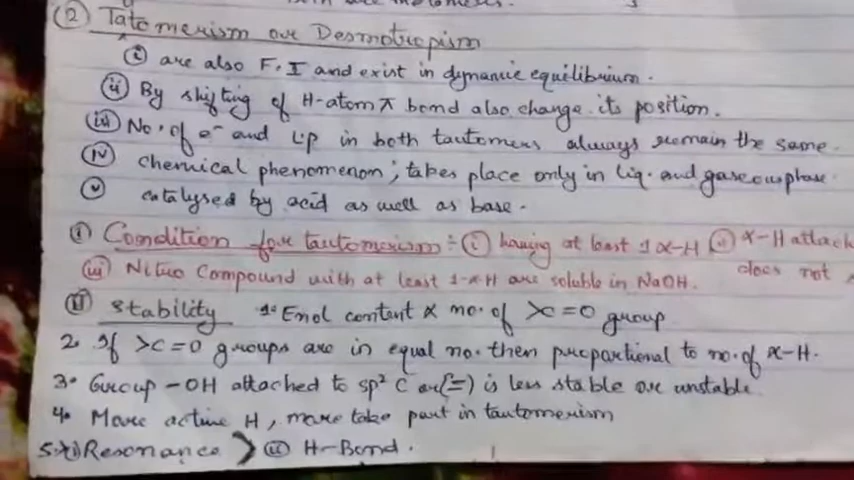 (2) Tatomerism or Desmotropism
(i) are also F.I and exist in dynamic equilibrium.
(ii) By shifting of H-atom π bond also change its position.
(iii) No. of e⁻ and l.p in both tautomers always remain the same.
(iv) chemical phenomenon; takes place only in liq. and gaseous phase.
(v) catalysed by acid as well as base.
(i) Condition for tautomerism :- (i) having at least 1 α-H (ii) α-H attach
does not
(iii) Nitro Compound with at least 1-α H are soluble in NaOH.
(ii) Stability 1. Enol content ∝ no. of >C=O group
2. If >C=O groups are in equal no. then proportional to no. of α-H.
3. Group -OH attached to sp² C or (=) is less stable or unstable.
4. More active H, more take part in tautomerism
5. (i) Resonance > (ii) H-Bond.